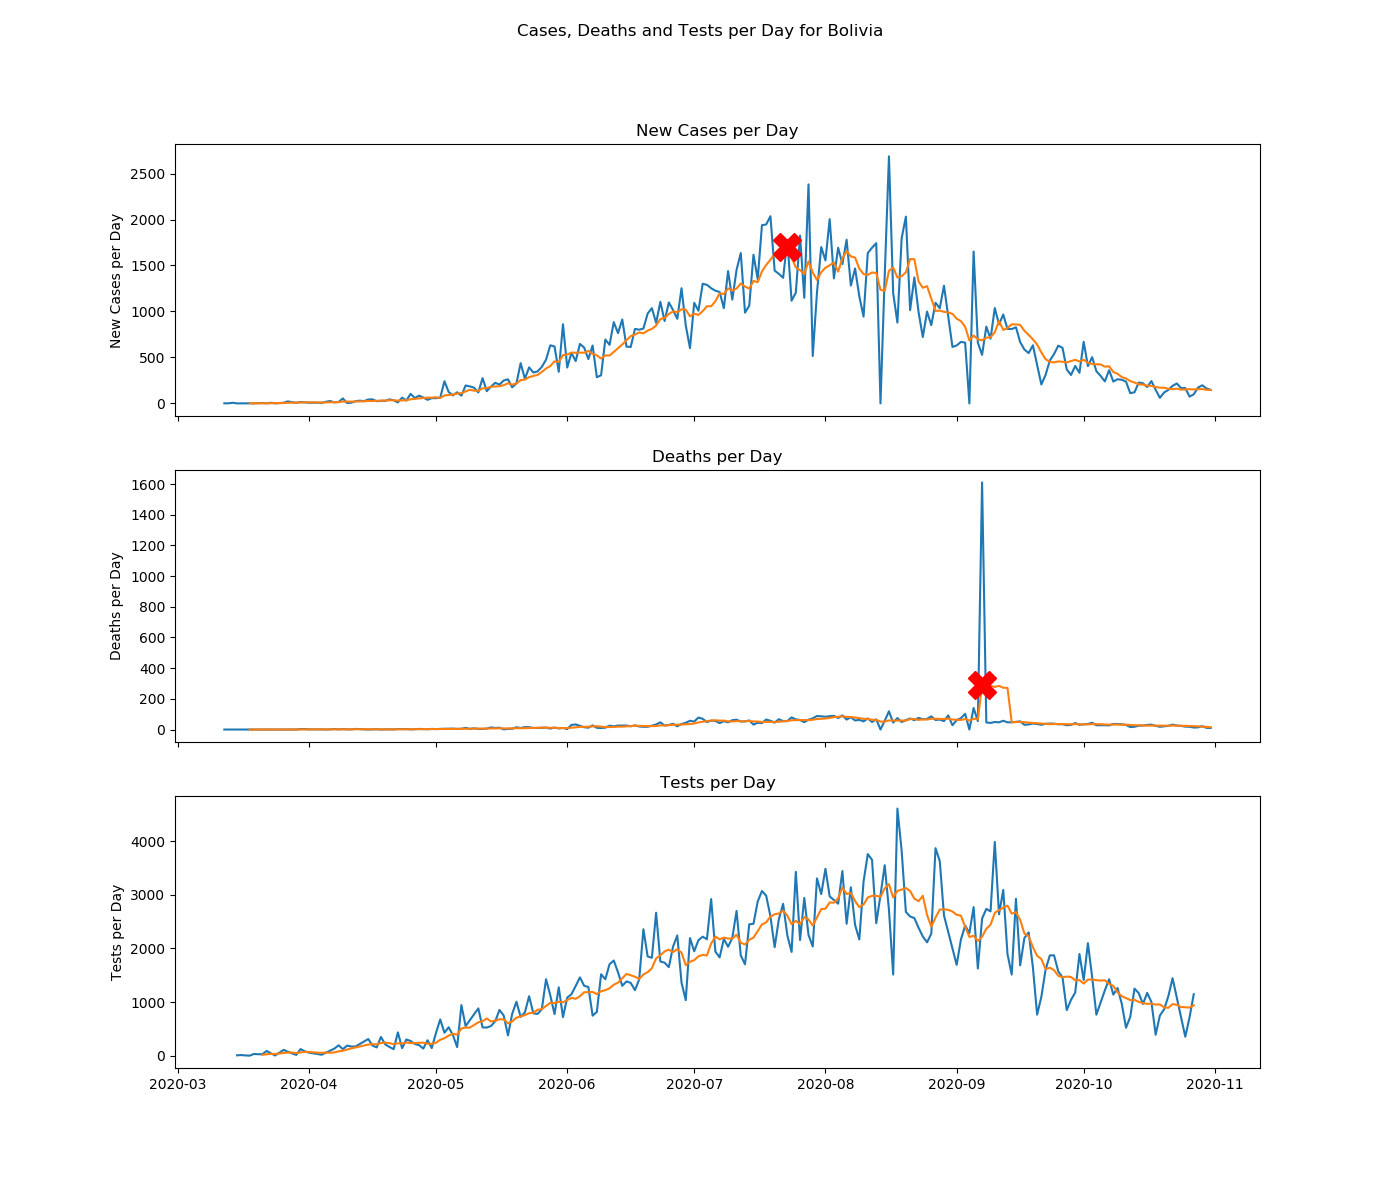 Cases, Deaths and Tests per Day for Bolivia
New Cases per Day
New Cases per Day
2500
2000
1500
1000
500
0
Deaths per Day
Deaths per Day
1600
1400
1200
1000
800
600
400
200
0
Tests per Day
Tests per Day
4000
3000
2000
1000
0
2020-03 2020-04 2020-05 2020-06 2020-07 2020-08 2020-09 2020-10 2020-11